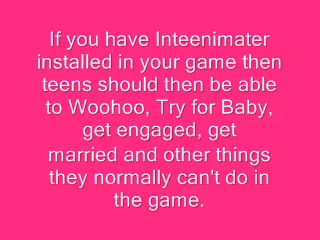 If you have Inteenimater
installed in your game then
teens should then be able
to Woohoo, Try for Baby,
get engaged, get
married and other things
they normally can't do in
the game.